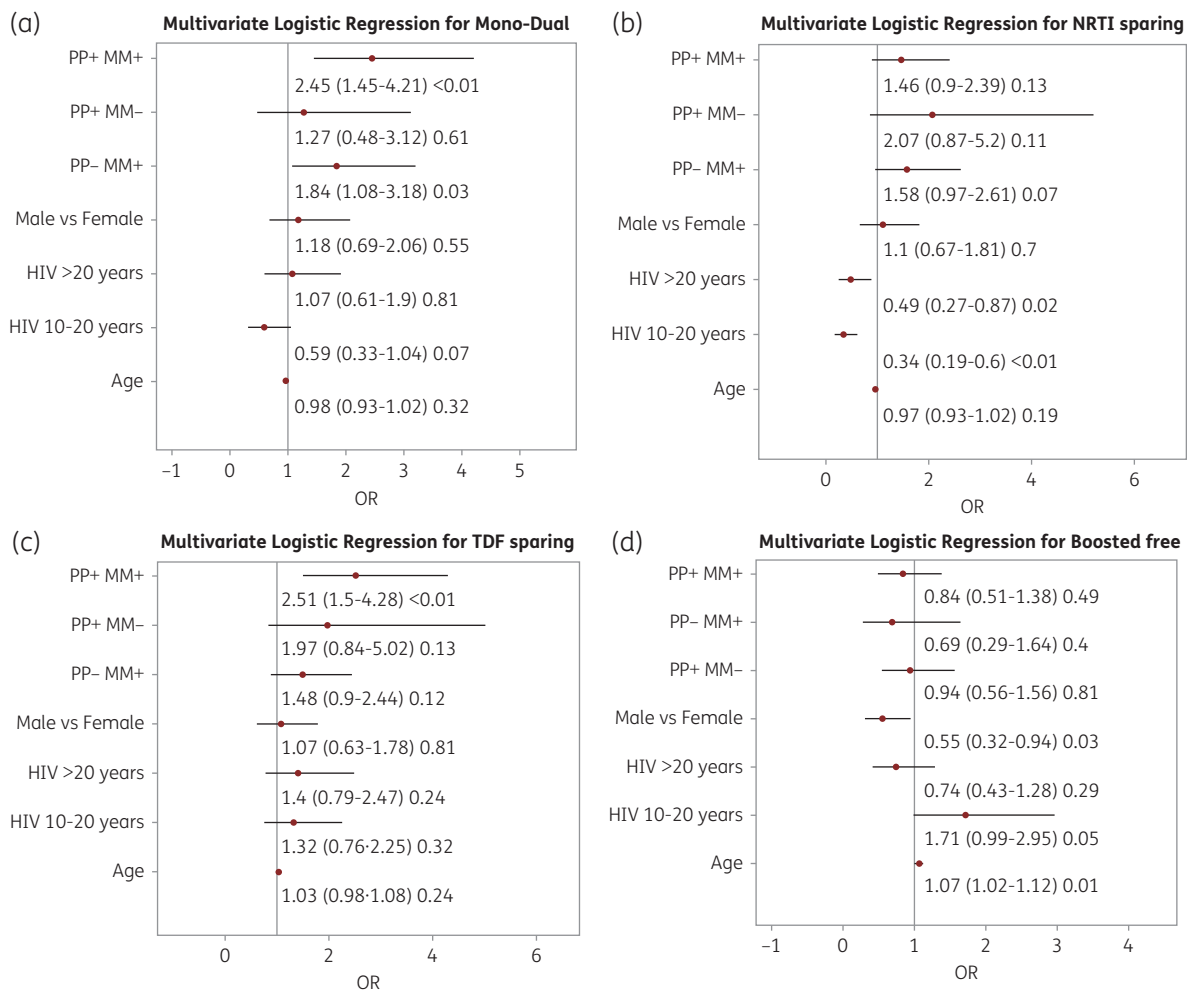 (a)
Multivariate Logistic Regression for Mono-Dual
PP+ MM+
2.45 (1.45-4.21) <0.01
PP+ MM−
1.27 (0.48-3.12) 0.61
PP− MM+
1.84 (1.08-3.18) 0.03
Male vs Female
1.18 (0.69-2.06) 0.55
HIV >20 years
1.07 (0.61-1.9) 0.81
HIV 10-20 years
0.59 (0.33-1.04) 0.07
Age
0.98 (0.93-1.02) 0.32
−1 0 1 2 3 4 5
OR
(b)
Multivariate Logistic Regression for NRTI sparing
PP+ MM+
1.46 (0.9-2.39) 0.13
PP+ MM−
2.07 (0.87-5.2) 0.11
PP− MM+
1.58 (0.97-2.61) 0.07
Male vs Female
1.1 (0.67-1.81) 0.7
HIV >20 years
0.49 (0.27-0.87) 0.02
HIV 10-20 years
0.34 (0.19-0.6) <0.01
Age
0.97 (0.93-1.02) 0.19
0 2 4 6
OR
(c)
Multivariate Logistic Regression for TDF sparing
PP+ MM+
2.51 (1.5-4.28) <0.01
PP+ MM−
1.97 (0.84-5.02) 0.13
PP− MM+
1.48 (0.9-2.44) 0.12
Male vs Female
1.07 (0.63-1.78) 0.81
HIV >20 years
1.4 (0.79-2.47) 0.24
HIV 10-20 years
1.32 (0.76·2.25) 0.32
Age
1.03 (0.98·1.08) 0.24
0 2 4 6
OR
(d)
Multivariate Logistic Regression for Boosted free
PP+ MM+
0.84 (0.51-1.38) 0.49
PP− MM+
0.69 (0.29-1.64) 0.4
PP+ MM−
0.94 (0.56-1.56) 0.81
Male vs Female
0.55 (0.32-0.94) 0.03
HIV >20 years
0.74 (0.43-1.28) 0.29
HIV 10-20 years
1.71 (0.99-2.95) 0.05
Age
1.07 (1.02-1.12) 0.01
−1 0 1 2 3 4
OR